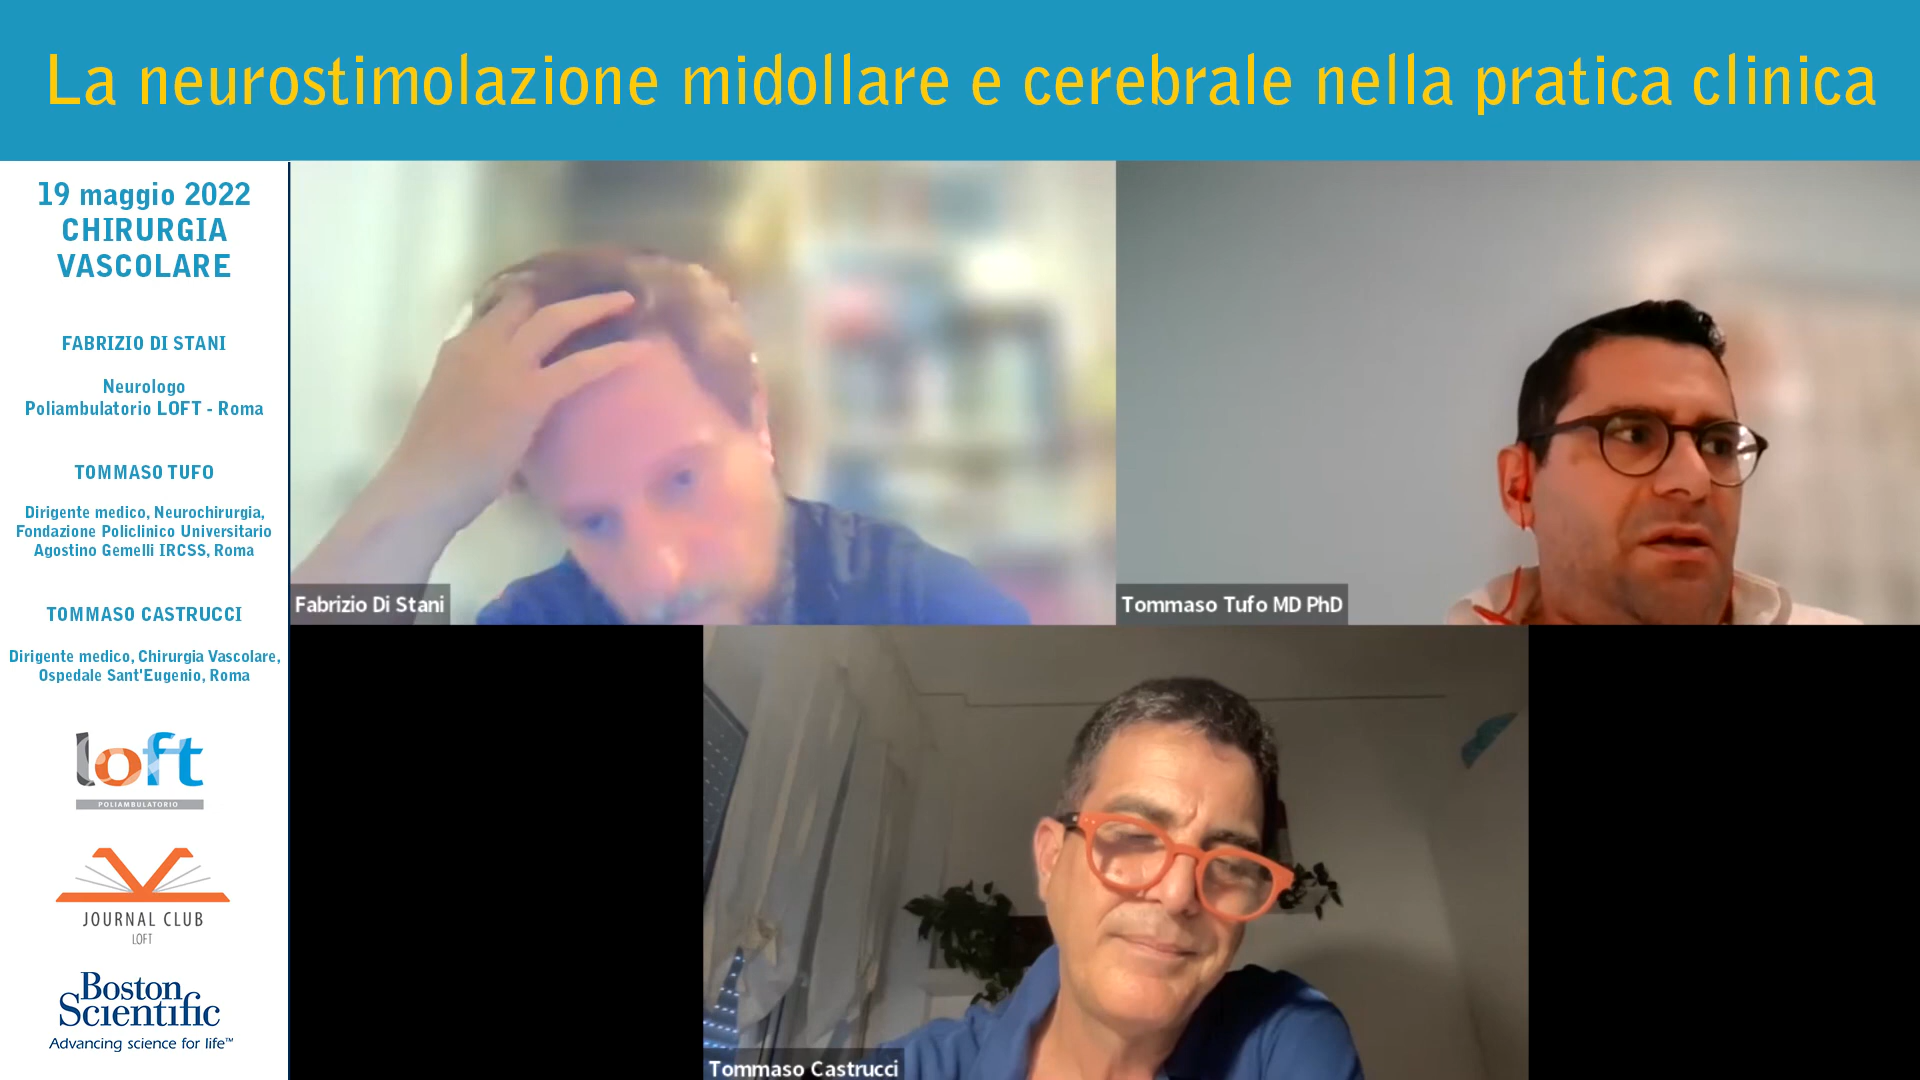 La neurostimolazione midollare e cerebrale nella pratica clinica
19 maggio 2022
CHIRURGIA
VASCOLARE
FABRIZIO DI STANI
Neurologo
Poliambulatorio LOFT - Roma
TOMMASO TUFO
Dirigente medico, Neurochirurgia,
Fondazione Policlinico Universitario
Agostino Gemelli IRCSS, Roma
TOMMASO CASTRUCCI
Dirigente medico, Chirurgia Vascolare,
Ospedale Sant'Eugenio, Roma
loft
POLIAMBULATORIO
JOURNAL CLUB
LOFT
Boston
Scientific
Advancing science for life™
Fabrizio Di Stani
Tommaso Tufo MD PhD
Tommaso Castrucci